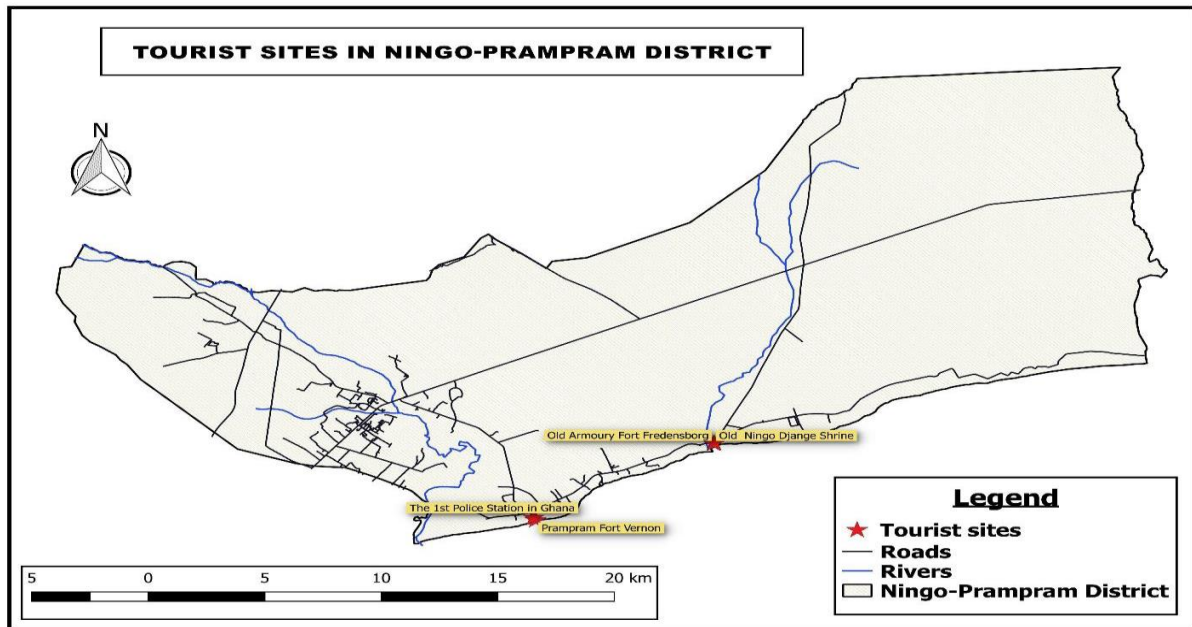 TOURIST SITES IN NINGO-PRAMPRAM DISTRICT
N
Old Armoury Fort Fredensborg
Old Ningo Djange Shrine
The 1st Police Station in Ghana
Prampram Fort Vernon
Legend
Tourist sites
Roads
Rivers
Ningo-Prampram District
5 0 5 10 15 20 km